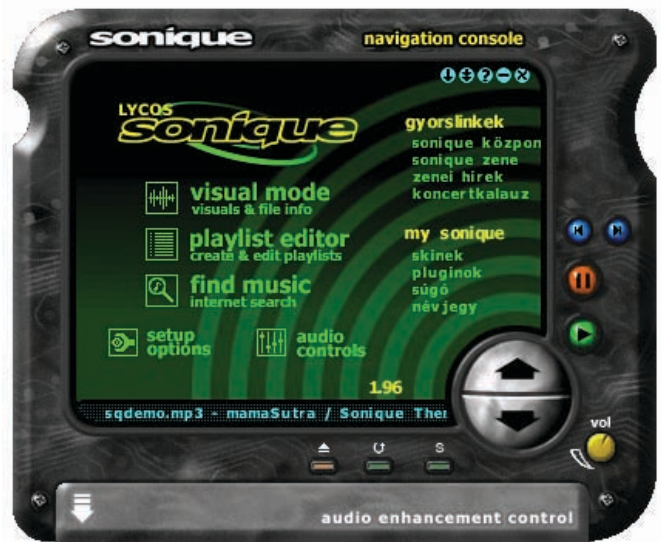 sonique
navigation console
LYCOS
sonique
visual mode
visuals & file info
playlist editor
create & edit playlists
find music
internet search
setup
options
audio
controls
gyorslinkek
sonique közpon
sonique zene
zenei hírek
koncertkalauz
my sonique
skinek
pluginok
súgó
névjegy
1.96
sqdemo.mp3 - mamaSutra / Sonique Ther
vol
S
audio enhancement control